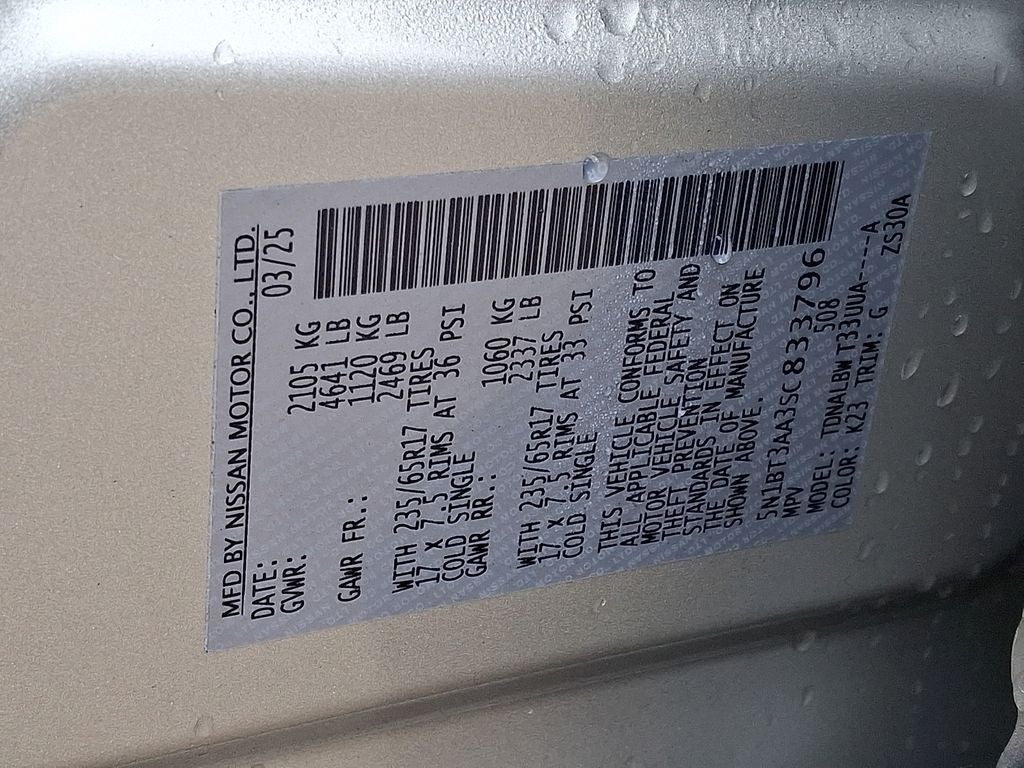 MFD BY NISSAN MOTOR CO., LTD.
DATE: 03/25
GVWR: 2105 KG
4641 LB
GAWR FR.: 1120 KG
2469 LB
WITH 235/65R17 TIRES
17 X 7.5 RIMS AT 36 PSI
COLD SINGLE
GAWR RR.: 1060 KG
2337 LB
WITH 235/65R17 TIRES
17 X 7.5 RIMS AT 33 PSI
COLD SINGLE
THIS VEHICLE CONFORMS TO
ALL APPLICABLE FEDERAL
MOTOR VEHICLE SAFETY AND
THEFT PREVENTION
STANDARDS IN EFFECT ON
THE DATE OF MANUFACTURE
SHOWN ABOVE.
5N1BT3AA3SC833796
MPV 508
MODEL: TDNALBW T33UUA----A
COLOR: K23 TRIM: G ZS30A